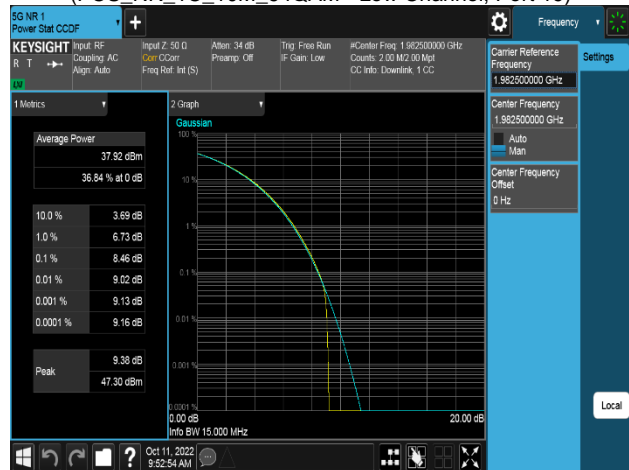 5G NR 1
Power Stat CCDF
Frequency
KEYSIGHT
R T
LV
Input: RF
Coupling: AC
Align: Auto
Input Z: 50 Ω
Corr CCorr
Freq Ref: Int (S)
Atten: 34 dB
Preamp: Off
Trig: Free Run
IF Gain: Low
#Center Freq: 1.982500000 GHz
Counts: 2.00 M/2.00 Mpt
CC Info: Downlink, 1 CC
Carrier Reference
Frequency
1.982500000 GHz
Settings
Center Frequency
1.982500000 GHz
Auto
Man
Center Frequency
Offset
0 Hz
1 Metrics
Average Power
37.92 dBm
36.84 % at 0 dB
10.0 % 3.69 dB
1.0 % 6.73 dB
0.1 % 8.46 dB
0.01 % 9.02 dB
0.001 % 9.13 dB
0.0001 % 9.16 dB
Peak
9.38 dB
47.30 dBm
2 Graph
Gaussian
100 %
10 %
1 %
0.1 %
0.01 %
0.001 %
0.0001 %
0.00 dB 20.00 dB
Info BW 15.000 MHz
Local
?
Oct 11, 2022
9:52:54 AM